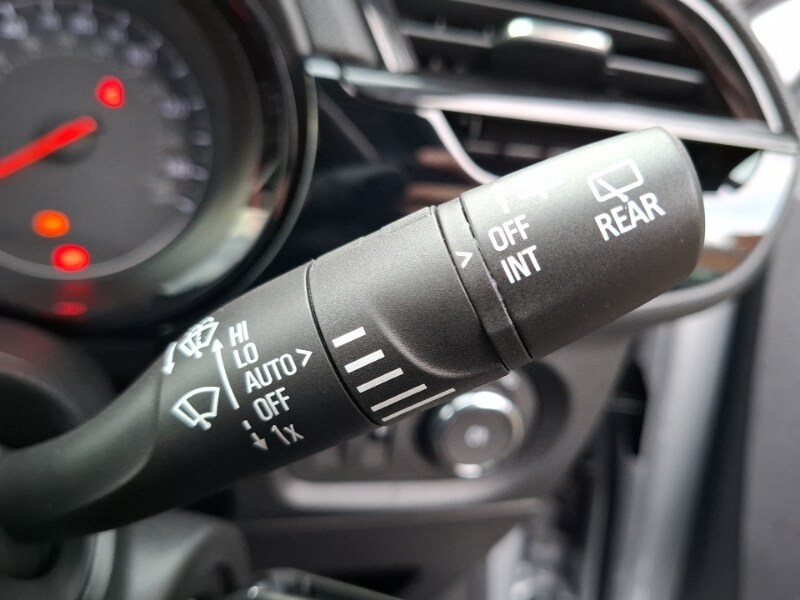 HI
LO
AUTO >
OFF
1x
>
OFF
INT
REAR